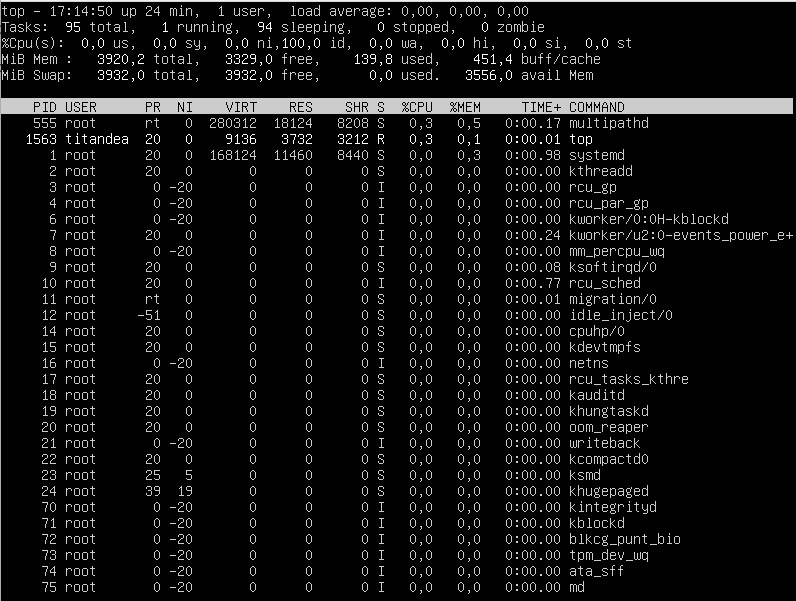 top - 17:14:50 up 24 min,  1 user,  load average: 0,00, 0,00, 0,00
Tasks:  95 total,   1 running,  94 sleeping,   0 stopped,   0 zombie
%Cpu(s):  0,0 us,  0,0 sy,  0,0 ni,100,0 id,  0,0 wa,  0,0 hi,  0,0 si,  0,0 st
MiB Mem :   3920,2 total,   3329,0 free,    139,8 used,    451,4 buff/cache
MiB Swap:   3932,0 total,   3932,0 free,      0,0 used.   3556,0 avail Mem
PID USER      PR  NI    VIRT    RES    SHR S  %CPU  %MEM     TIME+ COMMAND
555 root      rt   0  280312  18124   8208 S   0,3   0,5   0:00.17 multipathd
1563 titandea  20   0    9136   3732   3212 R   0,3   0,1   0:00.01 top
1 root      20   0  168124  11460   8440 S   0,0   0,3   0:00.98 systemd
2 root      20   0       0      0      0 S   0,0   0,0   0:00.00 kthreadd
3 root       0 -20       0      0      0 I   0,0   0,0   0:00.00 rcu_gp
4 root       0 -20       0      0      0 I   0,0   0,0   0:00.00 rcu_par_gp
6 root       0 -20       0      0      0 I   0,0   0,0   0:00.00 kworker/0:0H-kblockd
7 root      20   0       0      0      0 I   0,0   0,0   0:00.24 kworker/u2:0-events_power_e+
8 root       0 -20       0      0      0 I   0,0   0,0   0:00.00 mm_percpu_wq
9 root      20   0       0      0      0 S   0,0   0,0   0:00.08 ksoftirqd/0
10 root      20   0       0      0      0 I   0,0   0,0   0:00.77 rcu_sched
11 root      rt   0       0      0      0 S   0,0   0,0   0:00.01 migration/0
12 root     -51   0       0      0      0 S   0,0   0,0   0:00.00 idle_inject/0
14 root      20   0       0      0      0 S   0,0   0,0   0:00.00 cpuhp/0
15 root      20   0       0      0      0 S   0,0   0,0   0:00.00 kdevtmpfs
16 root       0 -20       0      0      0 I   0,0   0,0   0:00.00 netns
17 root      20   0       0      0      0 S   0,0   0,0   0:00.00 rcu_tasks_kthre
18 root      20   0       0      0      0 S   0,0   0,0   0:00.00 kauditd
19 root      20   0       0      0      0 S   0,0   0,0   0:00.00 khungtaskd
20 root      20   0       0      0      0 S   0,0   0,0   0:00.00 oom_reaper
21 root       0 -20       0      0      0 I   0,0   0,0   0:00.00 writeback
22 root      20   0       0      0      0 S   0,0   0,0   0:00.00 kcompactd0
23 root      25   5       0      0      0 S   0,0   0,0   0:00.00 ksmd
24 root      39  19       0      0      0 S   0,0   0,0   0:00.00 khugepaged
70 root       0 -20       0      0      0 I   0,0   0,0   0:00.00 kintegrityd
71 root       0 -20       0      0      0 I   0,0   0,0   0:00.00 kblockd
72 root       0 -20       0      0      0 I   0,0   0,0   0:00.00 blkcg_punt_bio
73 root       0 -20       0      0      0 I   0,0   0,0   0:00.00 tpm_dev_wq
74 root       0 -20       0      0      0 I   0,0   0,0   0:00.00 ata_sff
75 root       0 -20       0      0      0 I   0,0   0,0   0:00.00 md